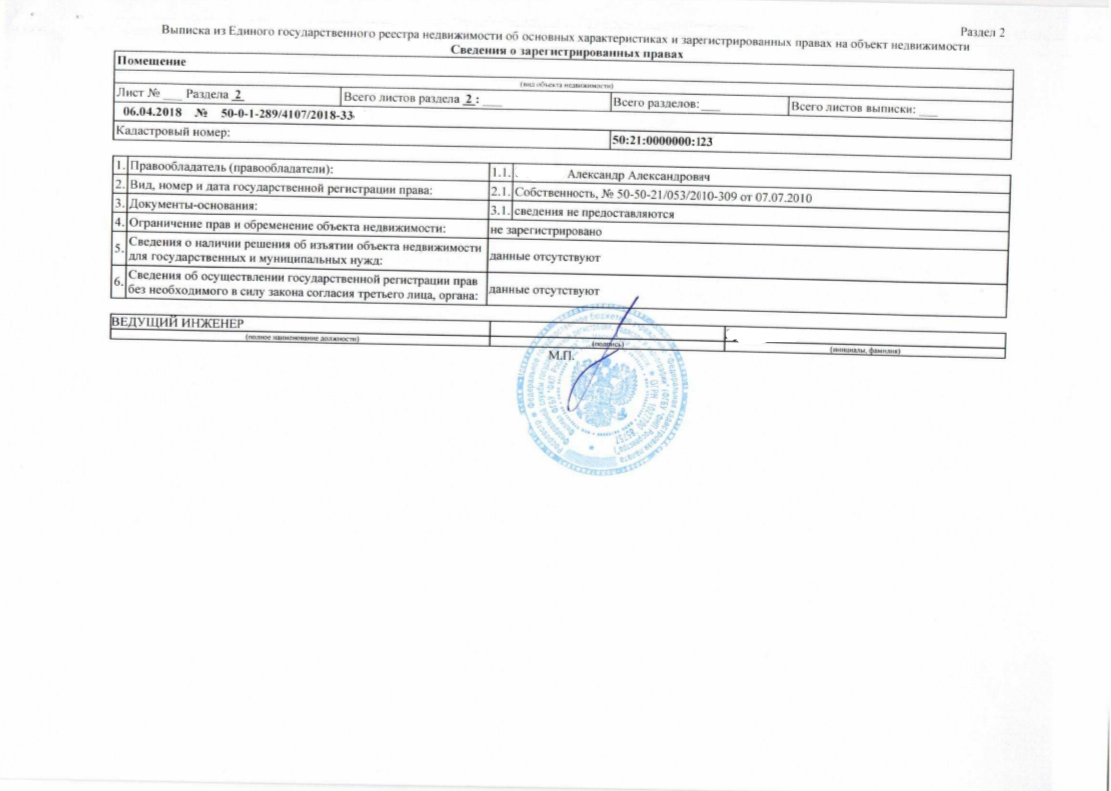 Раздел 2
Выписка из Единого государственного реестра недвижимости об основных характеристиках и зарегистрированных правах на объект недвижимости
Сведения о зарегистрированных правах
Помещение
(вид объекта недвижимости)
Лист № ___ Раздела 2 Всего листов раздела 2 : ___ Всего разделов: ___ Всего листов выписки: ___
06.04.2018 № 50-0-1-289/4107/2018-33
Кадастровый номер: 50:21:0000000:123
1. Правообладатель (правообладатели): 1.1. . Александр Александрович
2. Вид, номер и дата государственной регистрации права: 2.1. Собственность, № 50-50-21/053/2010-309 от 07.07.2010
3. Документы-основания: 3.1. сведения не предоставляются
4. Ограничение прав и обременение объекта недвижимости: не зарегистрировано
5. Сведения о наличии решения об изъятии объекта недвижимости
для государственных и муниципальных нужд: данные отсутствуют
6. Сведения об осуществлении государственной регистрации прав
без необходимого в силу закона согласия третьего лица, органа: данные отсутствуют
ВЕДУЩИЙ ИНЖЕНЕР
(полное наименование должности) (подпись) (инициалы, фамилия)
М.П.